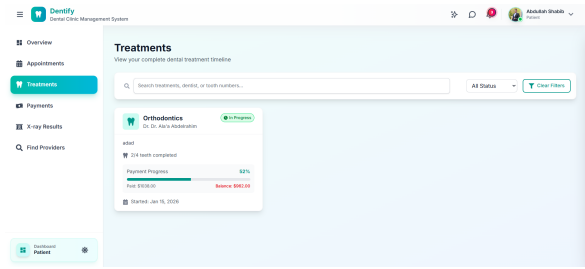 Dentify
Dental Clinic Management System
Abdullah Shabib
Patient
Overview
Appointments
Treatments
Payments
X-ray Results
Find Providers
Dashboard
Patient
Treatments
View your complete dental treatment timeline
Search treatments, dentist, or tooth numbers...
All Status
Clear Filters
Orthodontics
In Progress
Dr. Dr. Ala'a Abdelrahim
adad
2/4 teeth completed
Payment Progress
52%
Paid: $1038.00
Balance: $962.00
Started: Jan 15, 2026